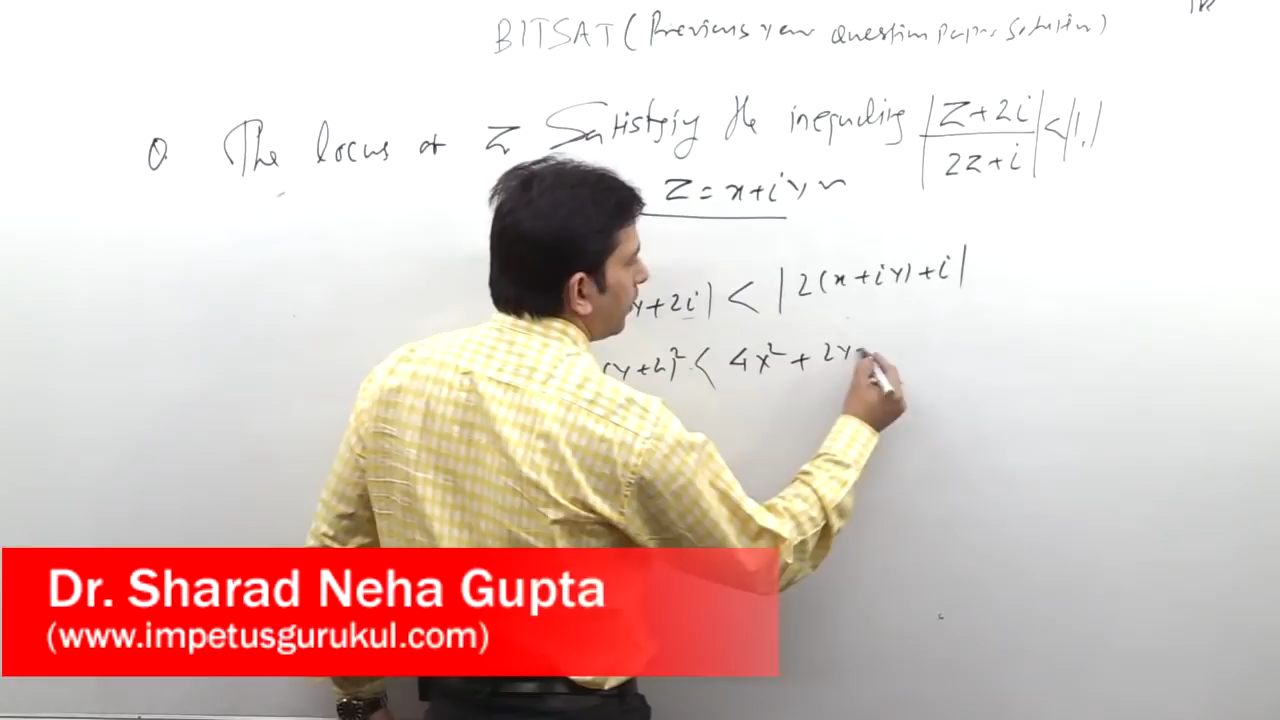 BITSAT (Previous year Question Paper Solution)
Q The locus of Z Satisfyiy the inequality |Z+2i / 2Z+i| < |1.|
Z = x+iy
y+2i| < |2(x+iy)+i|
(y+2)² < 4x² + 2y
Dr. Sharad Neha Gupta
(www.impetusgurukul.com)